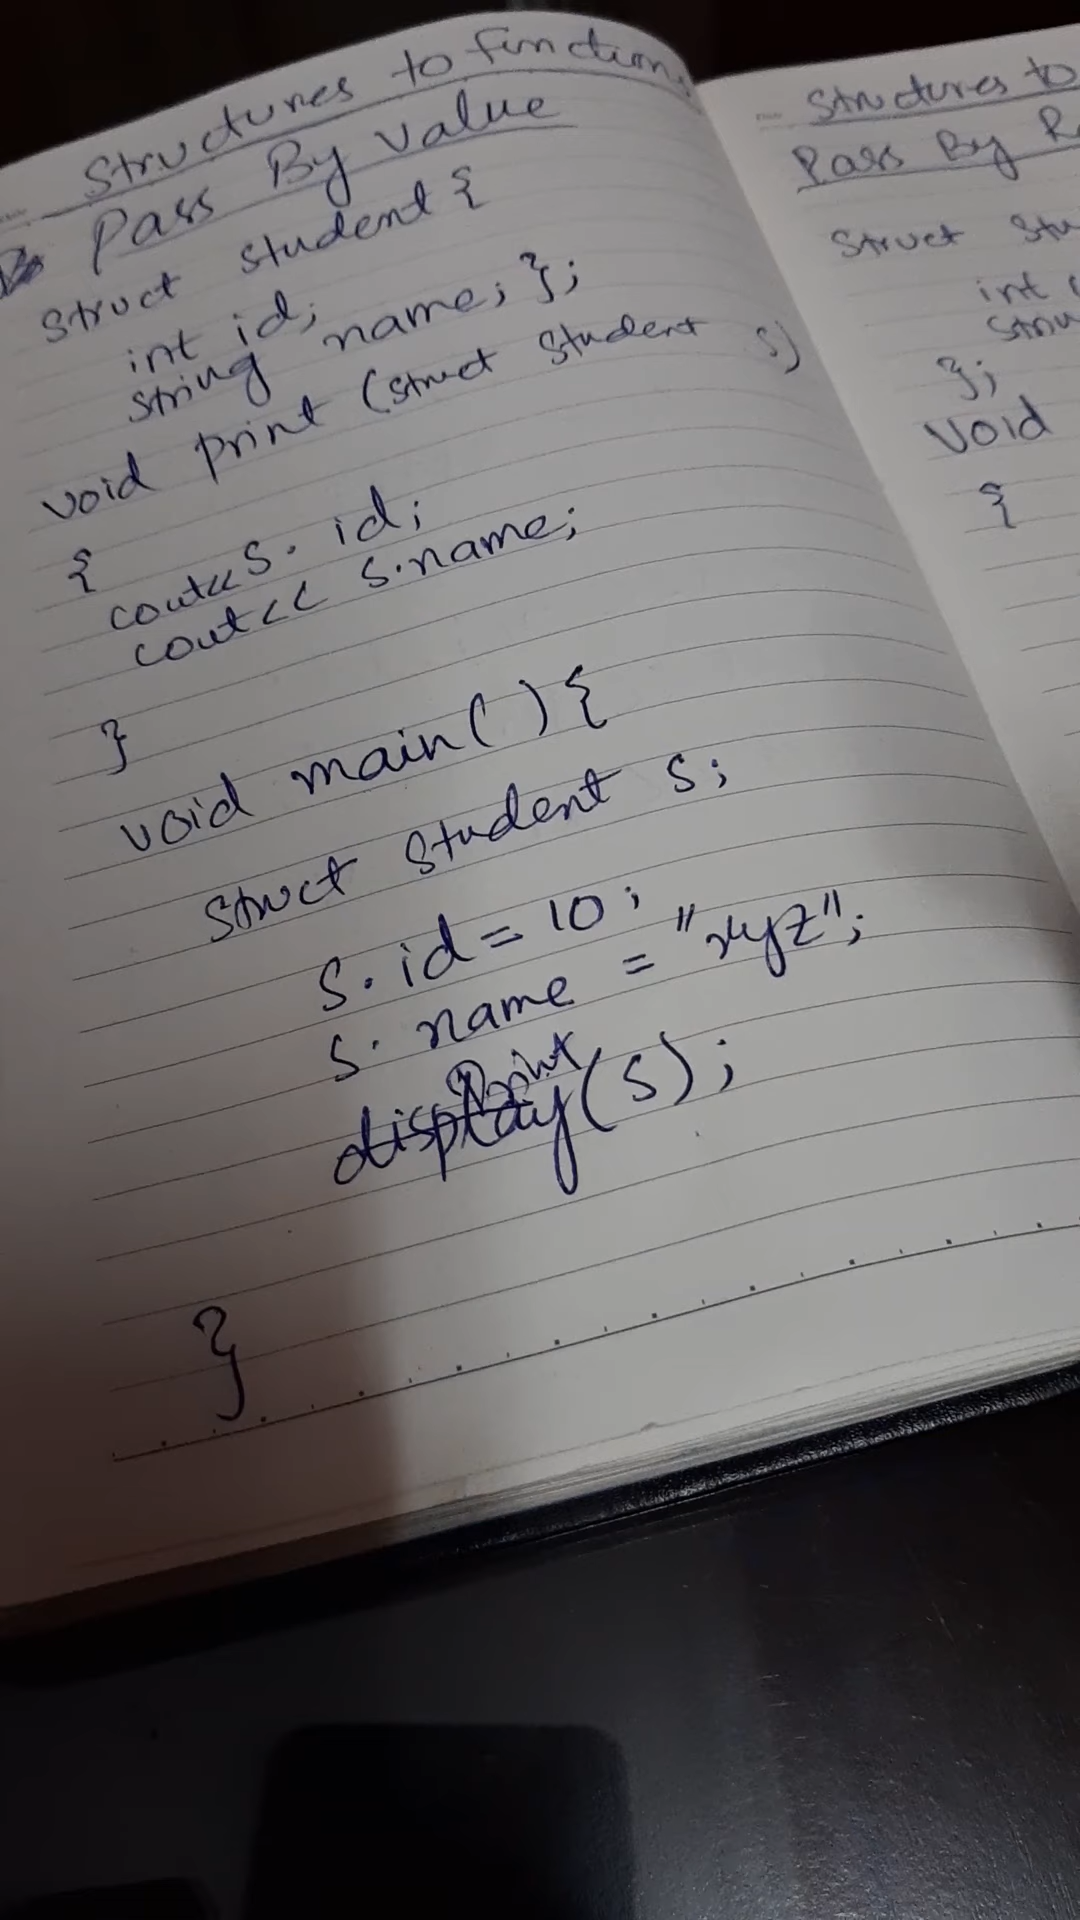 Structures to Functions
Pass By Value
struct student {
int id;
string name; };
void print (struct student s)
{
cout<<s. id;
cout<< s.name;
}
void main( ) {
struct student s;
s. id = 10;
s. name = "xyz";
Print
display(s);
}
Structures to
Pass By
struct
int
};
void
{